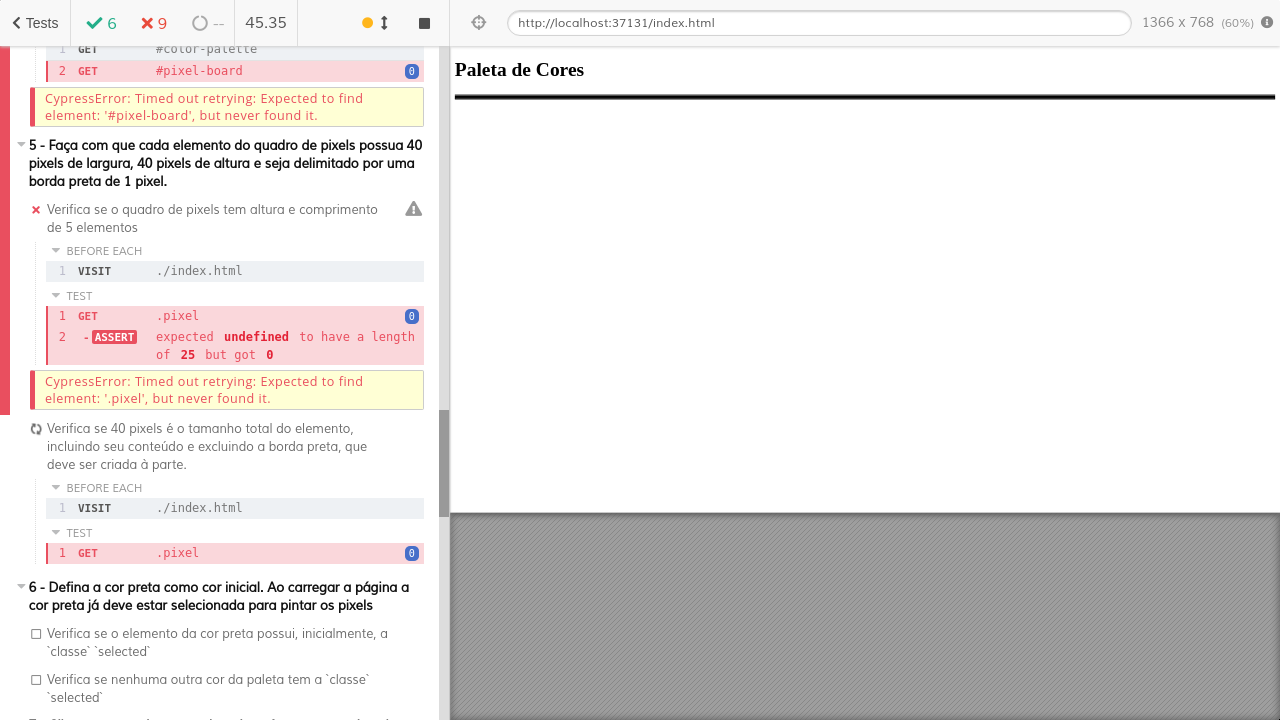 Tests
6
9
--
45.35
http://localhost:37131/index.html
1366 x 768 (60%)
1 GET #color-palette
2 GET #pixel-board 0
CypressError: Timed out retrying: Expected to find
element: '#pixel-board', but never found it.
5 - Faça com que cada elemento do quadro de pixels possua 40
pixels de largura, 40 pixels de altura e seja delimitado por uma
borda preta de 1 pixel.
Verifica se o quadro de pixels tem altura e comprimento
de 5 elementos
BEFORE EACH
1 VISIT ./index.html
TEST
1 GET .pixel 0
2 -ASSERT expected undefined to have a length
of 25 but got 0
CypressError: Timed out retrying: Expected to find
element: '.pixel', but never found it.
Verifica se 40 pixels é o tamanho total do elemento,
incluindo seu conteúdo e excluindo a borda preta, que
deve ser criada à parte.
BEFORE EACH
1 VISIT ./index.html
TEST
1 GET .pixel 0
6 - Defina a cor preta como cor inicial. Ao carregar a página a
cor preta já deve estar selecionada para pintar os pixels
Verifica se o elemento da cor preta possui, inicialmente, a
`classe` `selected`
Verifica se nenhuma outra cor da paleta tem a `classe`
`selected`
Paleta de Cores